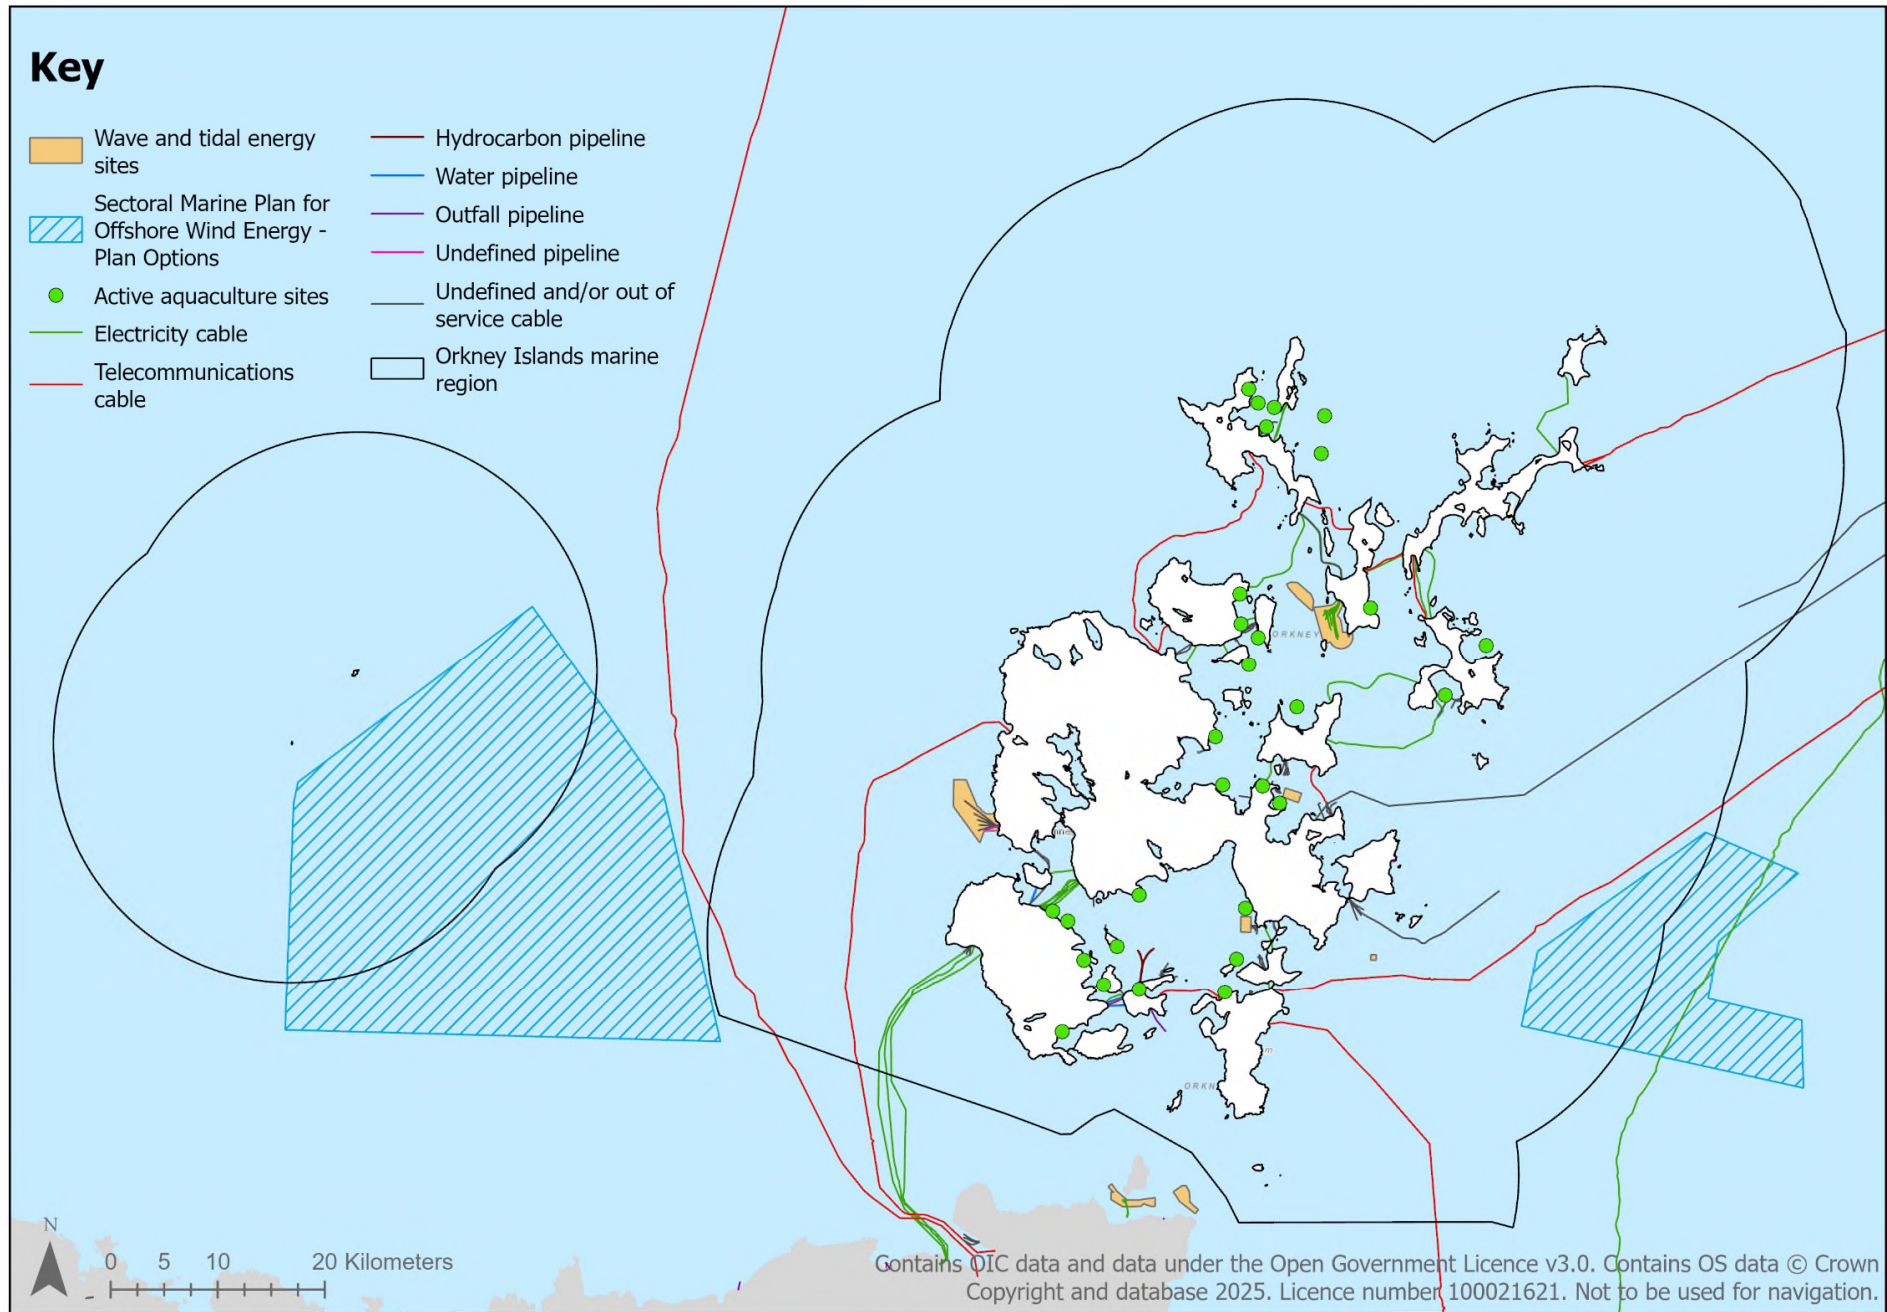 Key
Wave and tidal energy
sites
Sectoral Marine Plan for
Offshore Wind Energy -
Plan Options
Active aquaculture sites
Electricity cable
Telecommunications
cable
Hydrocarbon pipeline
Water pipeline
Outfall pipeline
Undefined pipeline
Undefined and/or out of
service cable
Orkney Islands marine
region
ORKNEY
ORKN
N
0 5 10 20 Kilometers
Contains OIC data and data under the Open Government Licence v3.0. Contains OS data © Crown
Copyright and database 2025. Licence number 100021621. Not to be used for navigation.